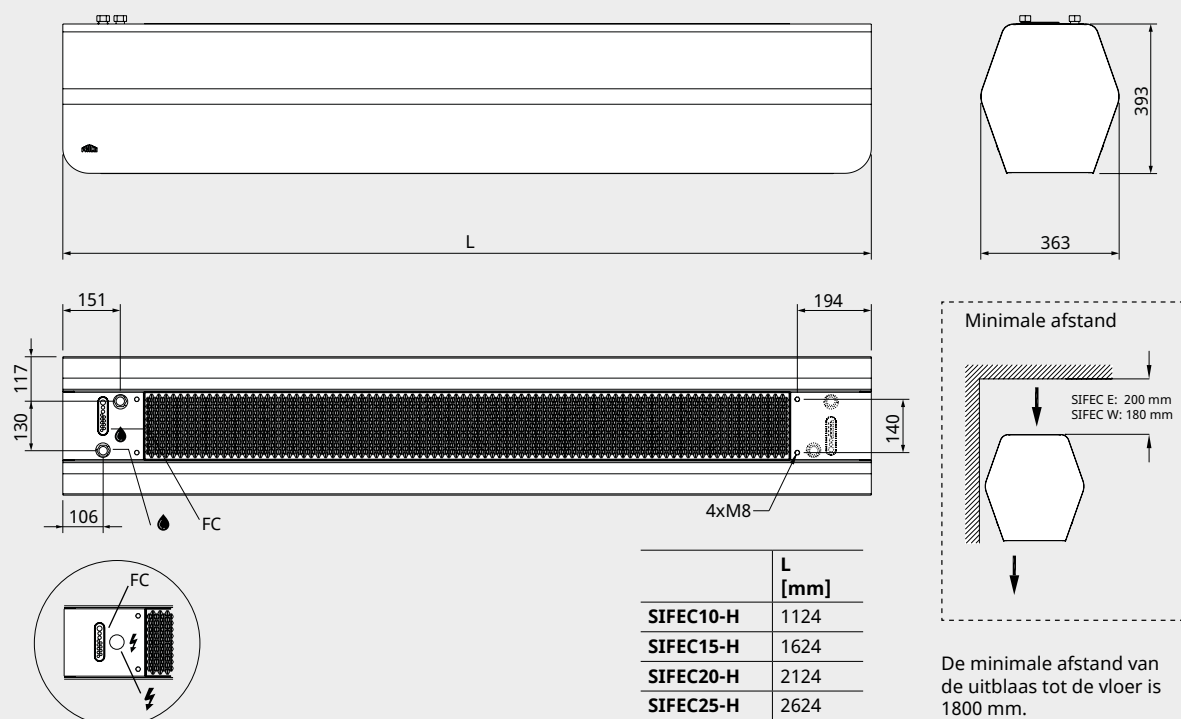 393
L
363
151
194
117
130
140
106
FC
4xM8
FC
Minimale afstand
SIFEC E: 200 mm
SIFEC W: 180 mm
L
[mm]
SIFEC10-H 1124
SIFEC15-H 1624
SIFEC20-H 2124
SIFEC25-H 2624
De minimale afstand van
de uitblaas tot de vloer is
1800 mm.